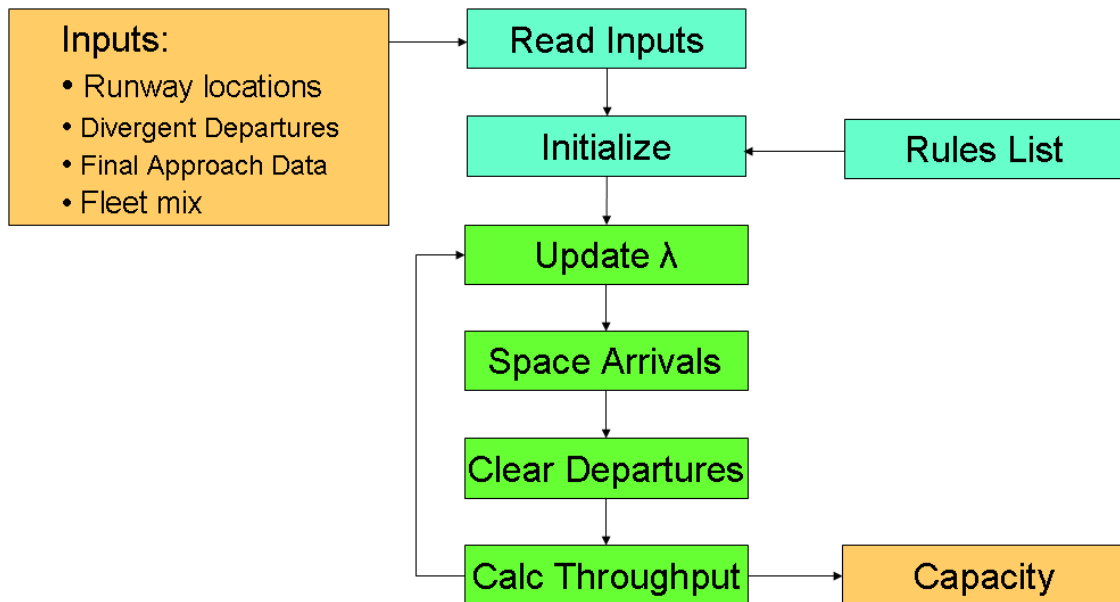 Inputs:
• Runway locations
• Divergent Departures
• Final Approach Data
• Fleet mix
Read Inputs
Initialize
Rules List
Update λ
Space Arrivals
Clear Departures
Calc Throughput
Capacity